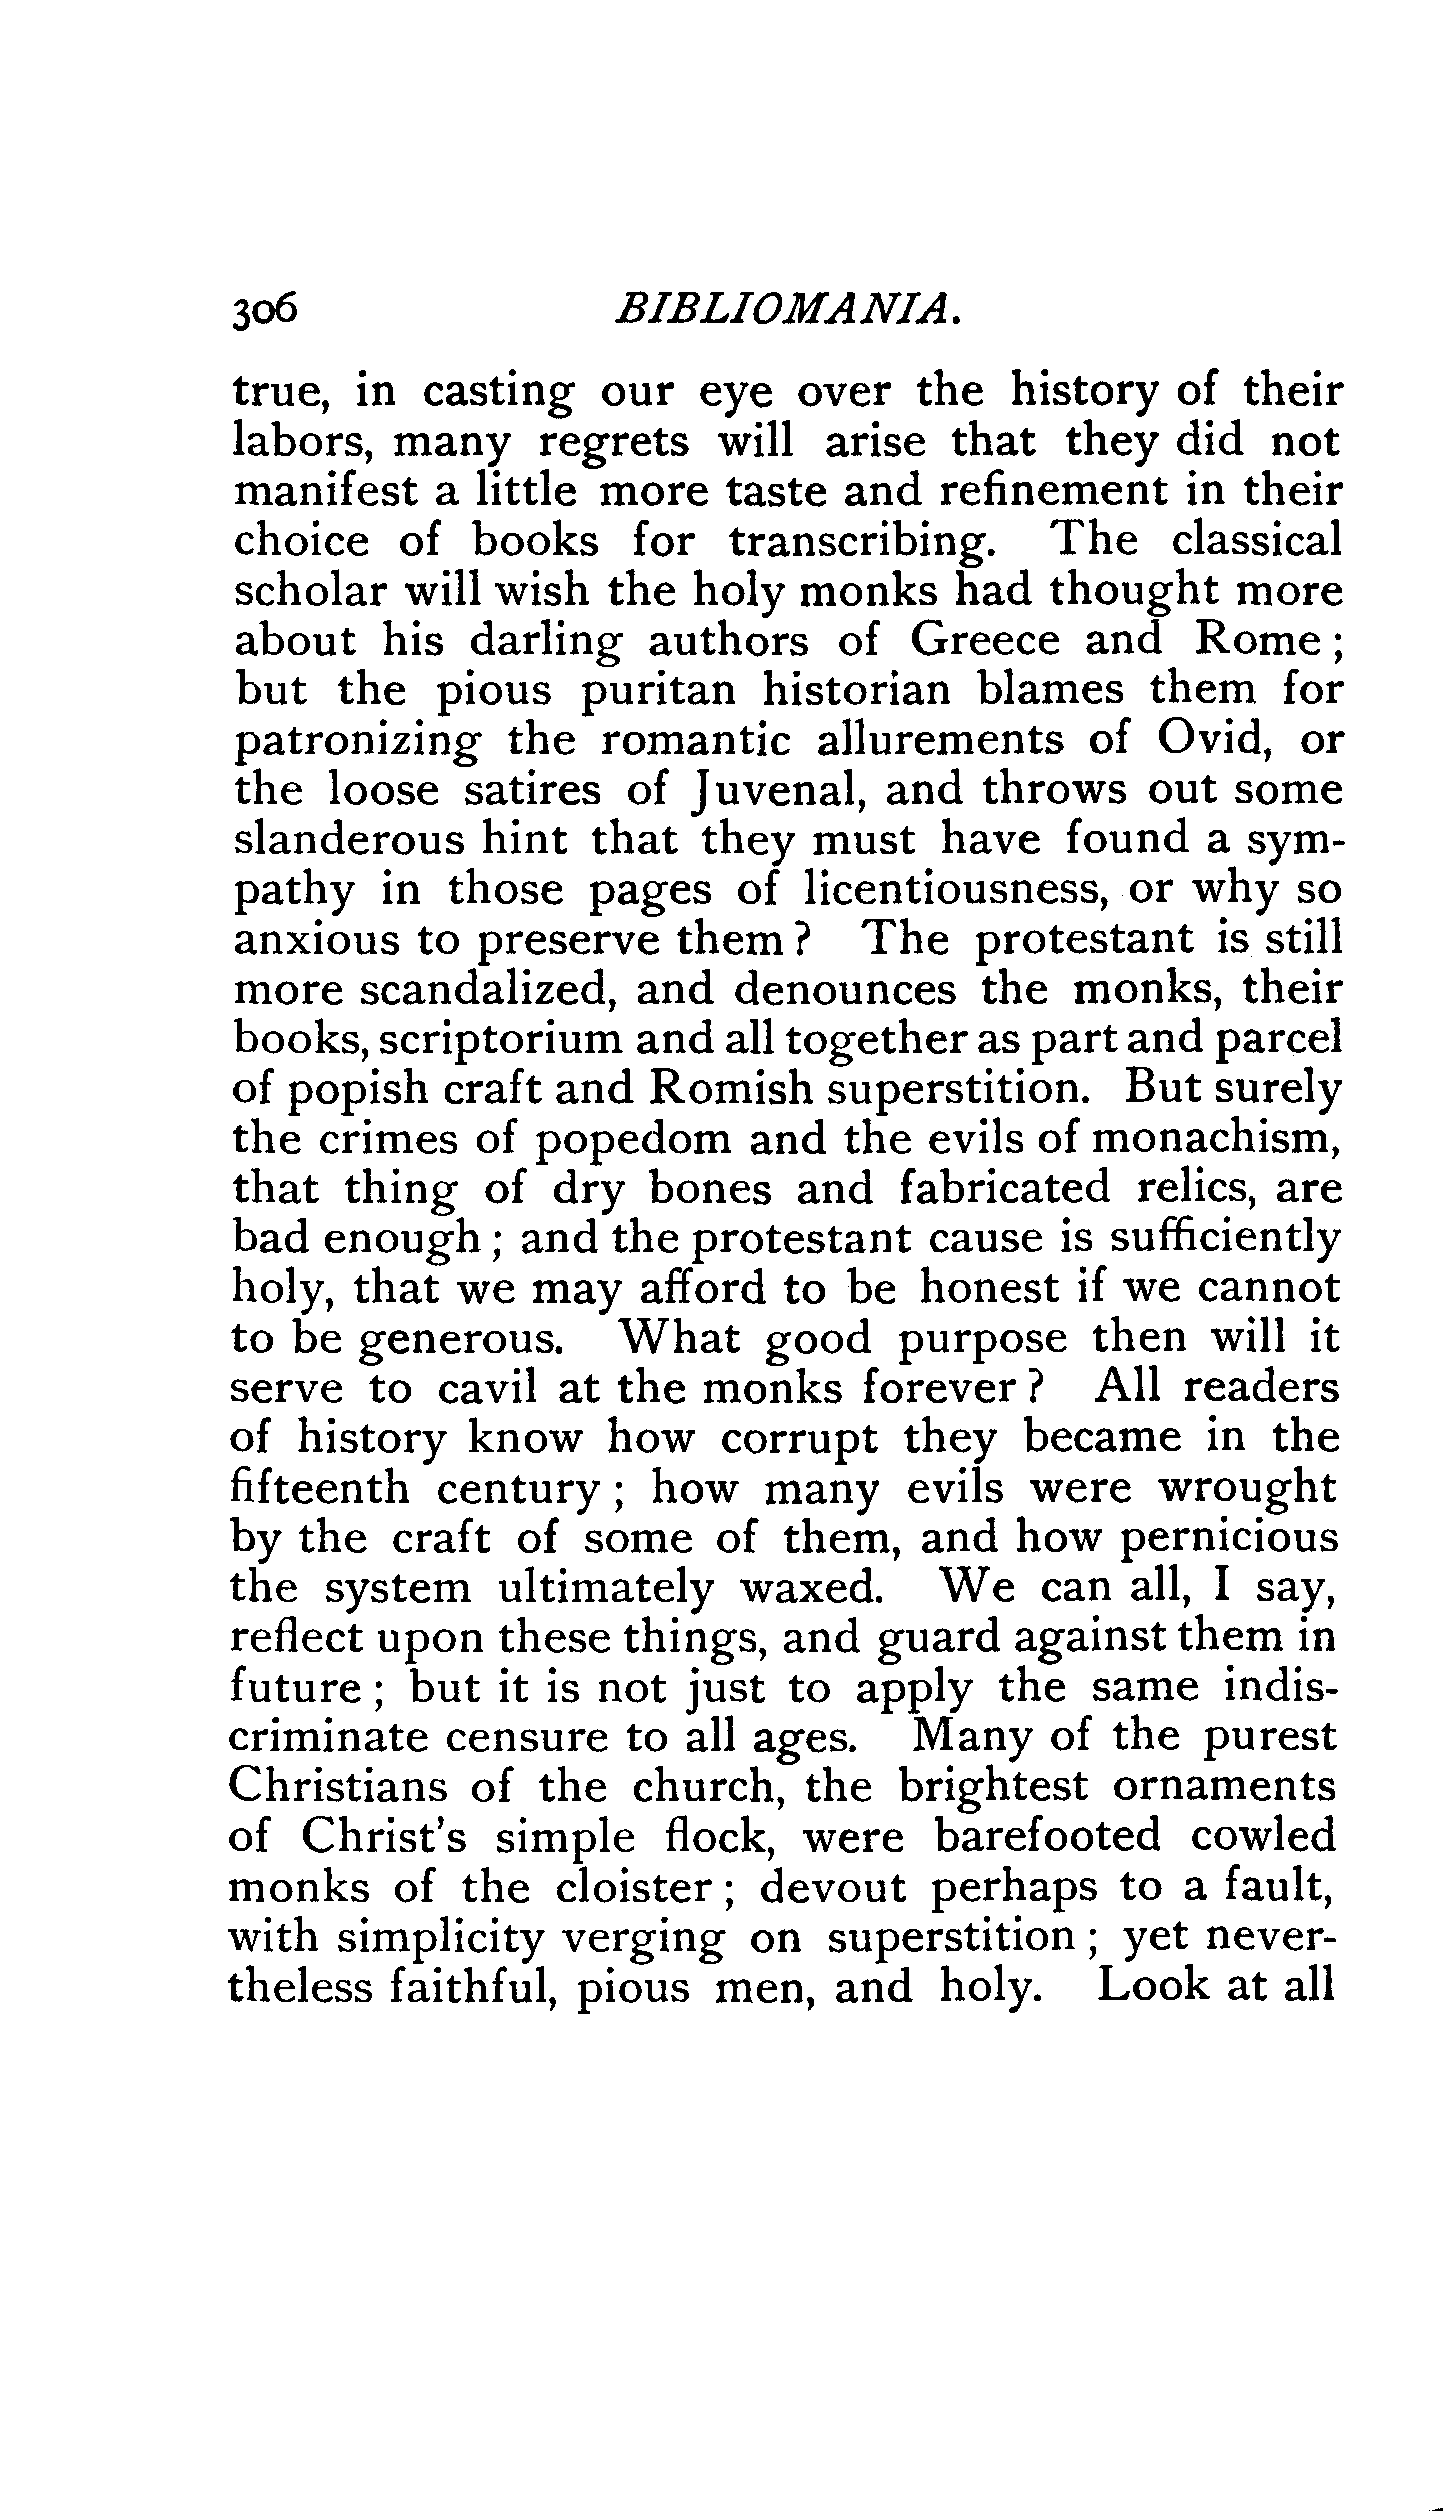 306 BIBLIOMANIA.
true, in casting our eye over the history of their
labors, many regrets will arise that they did not
manifest a little more taste and refinement in their
choice of books for transcribing. The classical
scholar will wish the holy monks had thought more
about his darling authors of Greece and Rome ;
but the pious puritan historian blames them for
patronizing the romantic allurements of Ovid, or
the loose satires of Juvenal, and throws out some
slanderous hint that they must have found a sym-
pathy in those pages of licentiousness, or why so
anxious to preserve them ? The protestant is still
more scandalized, and denounces the monks, their
books, scriptorium and all together as part and parcel
of popish craft and Romish superstition. But surely
the crimes of popedom and the evils of monachism,
that thing of dry bones and fabricated relics, are
bad enough ; and the protestant cause is sufficiently
holy, that we may afford to be honest if we cannot
to be generous. What good purpose then will it
serve to cavil at the monks forever ? All readers
of history know how corrupt they became in the
fifteenth century ; how many evils were wrought
by the craft of some of them, and how pernicious
the system ultimately waxed. We can all, I say,
reflect upon these things, and guard against them in
future ; but it is not just to apply the same indis-
criminate censure to all ages. Many of the purest
Christians of the church, the brightest ornaments
of Christ's simple flock, were barefooted cowled
monks of the cloister ; devout perhaps to a fault,
with simplicity verging on superstition ; yet never-
theless faithful, pious men, and holy. Look at all